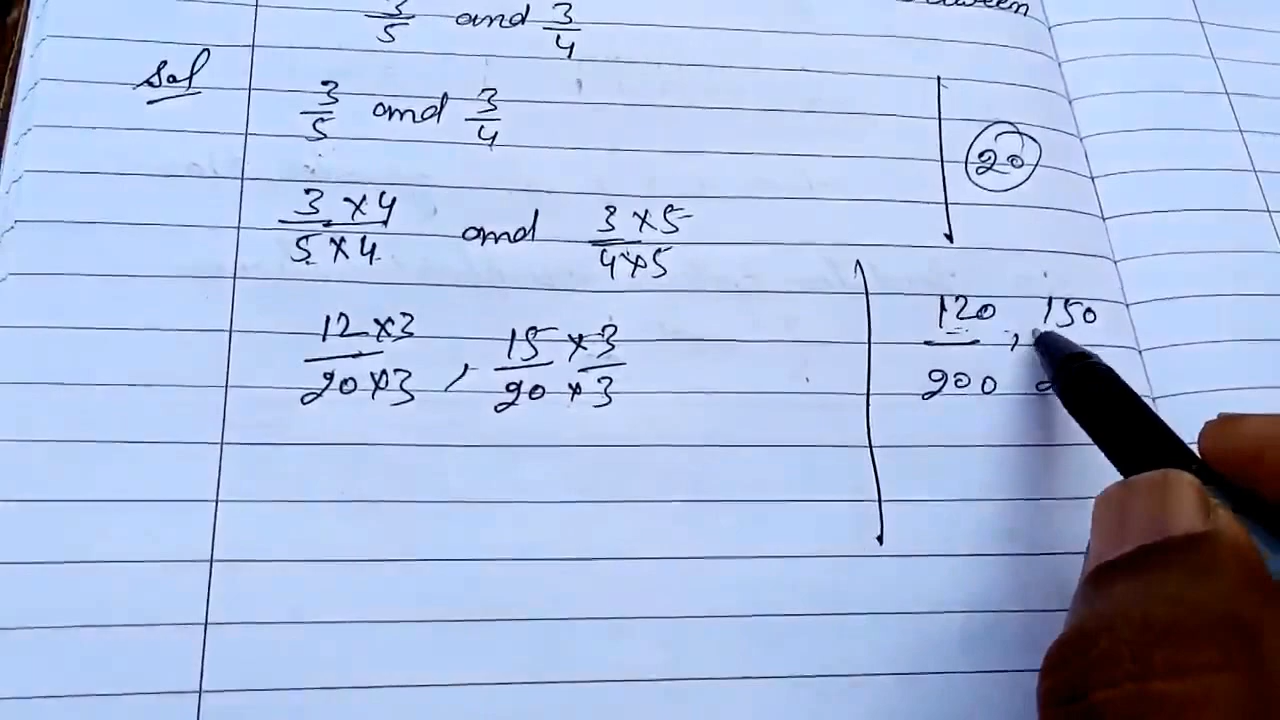 3/5 and 3/4
Sol
3/5 and 3/4
20
3 × 4 / 5 × 4 and 3 × 5 / 4 × 5
12 × 3 / 20 × 3 , 15 × 3 / 20 × 3
120 , 150
200